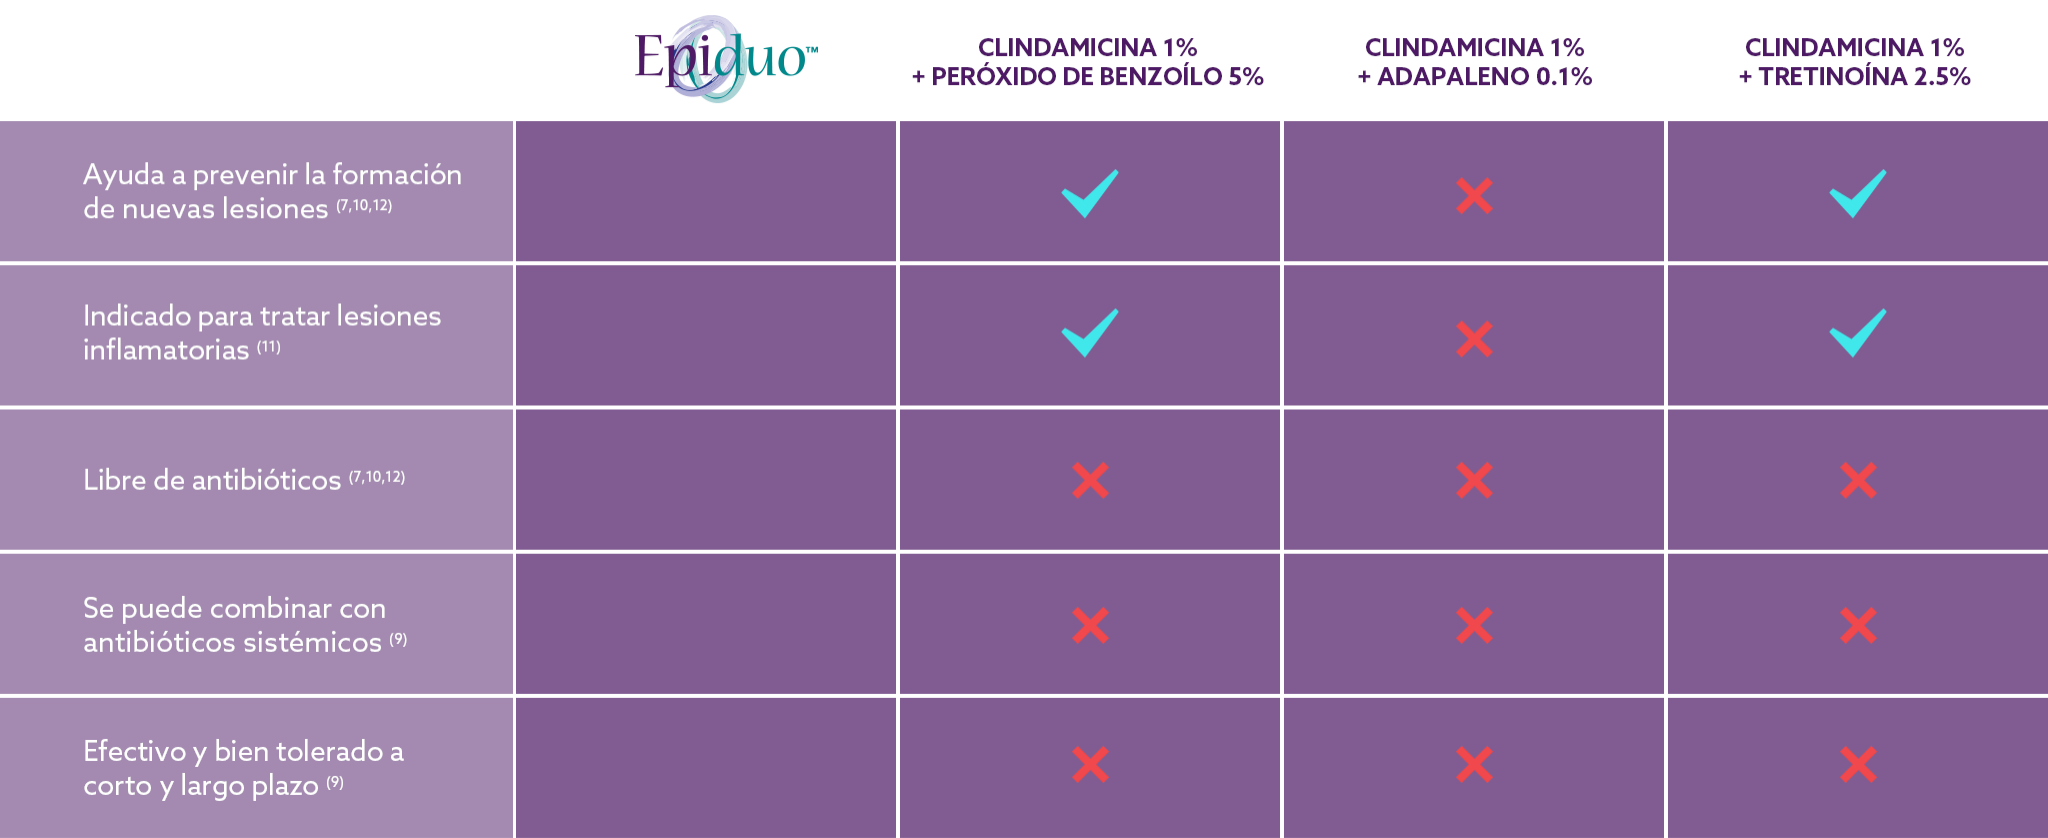 Epiduo™
CLINDAMICINA 1%
+ PERÓXIDO DE BENZOÍLO 5%
CLINDAMICINA 1%
+ ADAPALENO 0.1%
CLINDAMICINA 1%
+ TRETINOÍNA 2.5%
Ayuda a prevenir la formación
de nuevas lesiones (7,10,12)
Indicado para tratar lesiones
inflamatorias (11)
Libre de antibióticos (7,10,12)
Se puede combinar con
antibióticos sistémicos (9)
Efectivo y bien tolerado a
corto y largo plazo (9)